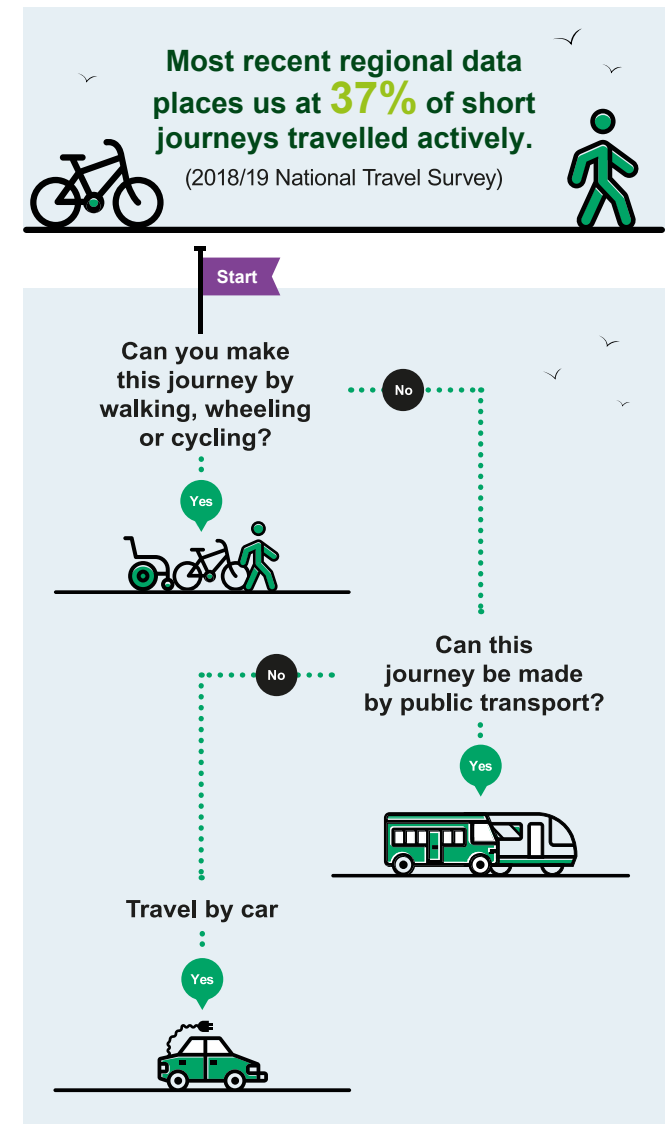 Most recent regional data
places us at 37% of short
journeys travelled actively.
(2018/19 National Travel Survey)
Start
Can you make
this journey by
walking, wheeling
or cycling?
No
Yes
Can this
journey be made
by public transport?
No
Yes
Travel by car
Yes